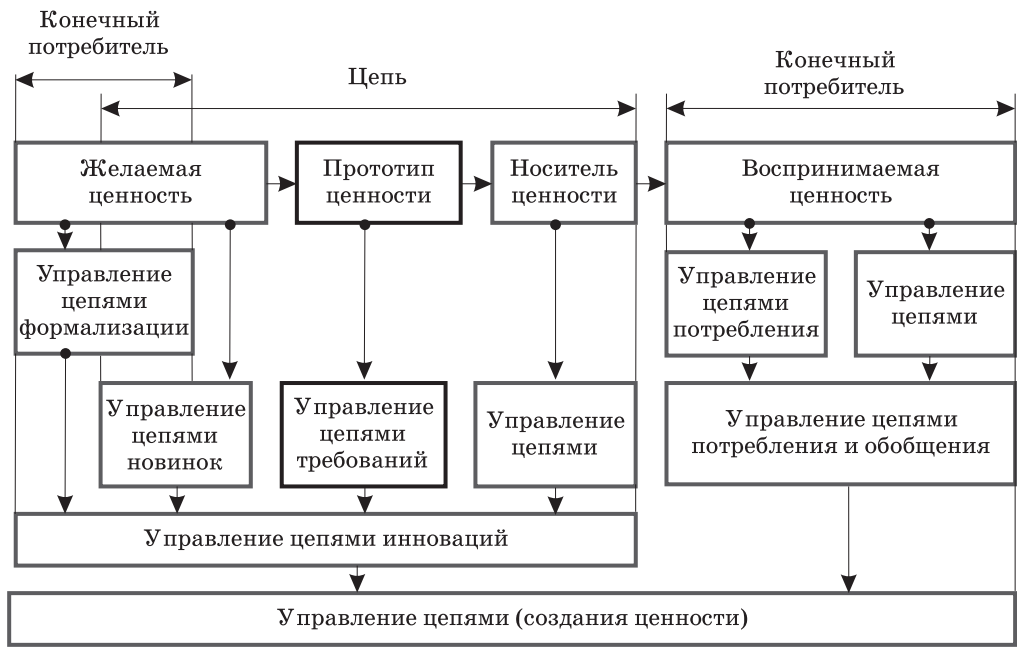 Конечный
потребитель
Цепь
Конечный
потребитель
Желаемая
ценность
Прототип
ценности
Носитель
ценности
Воспринимаемая
ценность
Управление
цепями
формализации
Управление
цепями
потребления
Управление
цепями
Управление
цепями
новинок
Управление
цепями
требований
Управление
цепями
Управление цепями
потребления и обобщения
Управление цепями инноваций
Управление цепями (создания ценности)